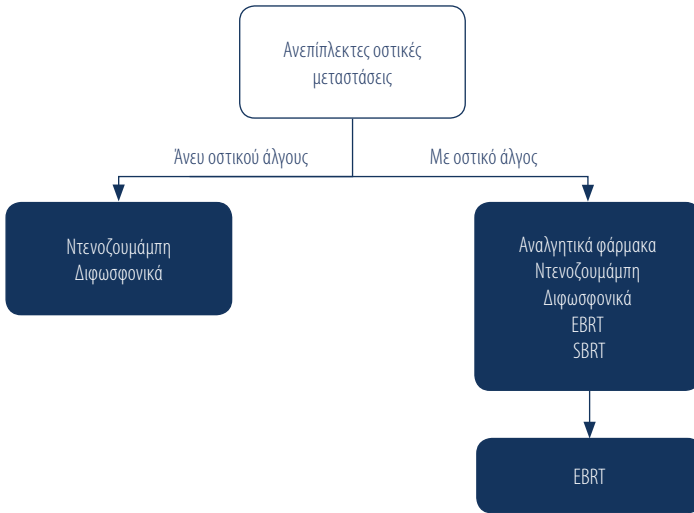 Ανεπίπλεκτες οστικές
μεταστάσεις
Άνευ οστικού άλγους
Με οστικό άλγος
Ντενοζουμάμπη
Διφωσφονικά
Αναλγητικά φάρμακα
Ντενοζουμάμπη
Διφωσφονικά
EBRT
SBRT
EBRT